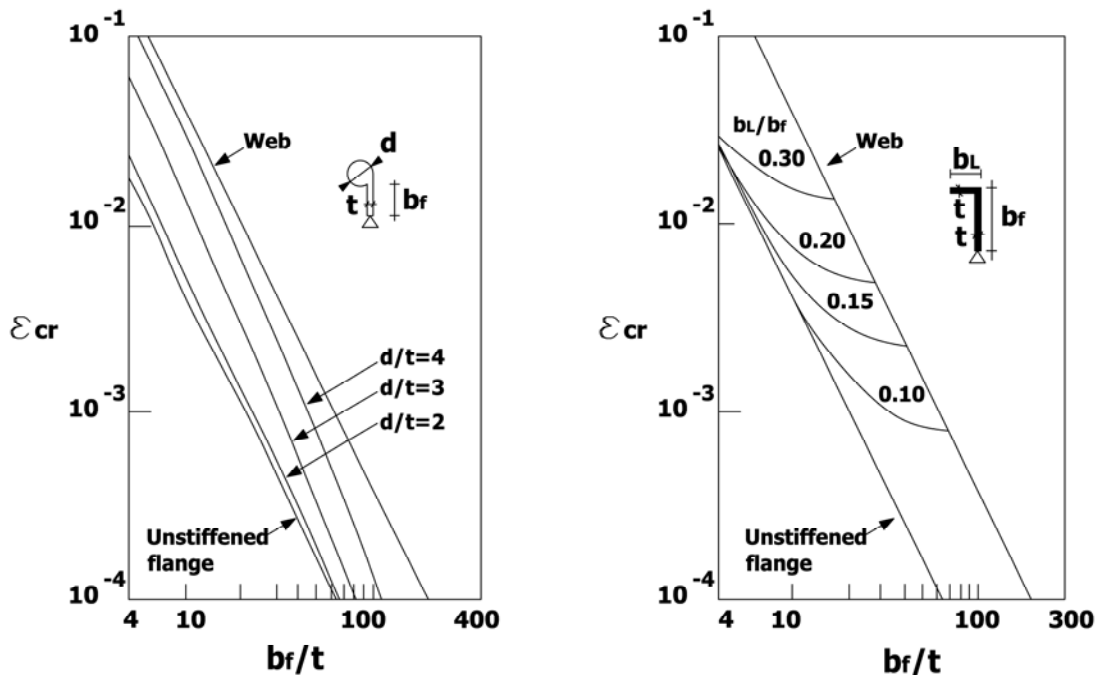 10-1
Web
d
t
bf
10-2
εcr
d/t=4
d/t=3
d/t=2
10-3
Unstiffened
flange
10-4
4
10
100
400
bf/t
10-1
bL/bf
Web
0.30
bL
t
bf
t
10-2
0.20
εcr
0.15
0.10
10-3
Unstiffened
flange
10-4
4
10
100
300
bf/t